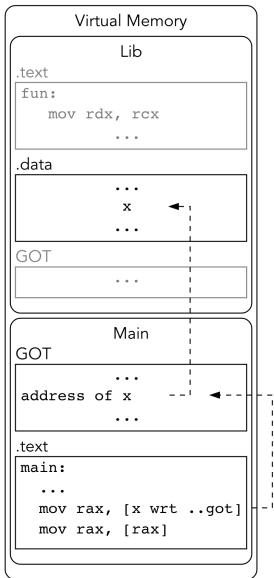 Virtual Memory
Lib
.text
fun:
mov rdx, rcx
...
.data
...
x
...
GOT
...
Main
GOT
...
address of x
...
.text
main:
...
mov rax, [x wrt ..got]
mov rax, [rax]